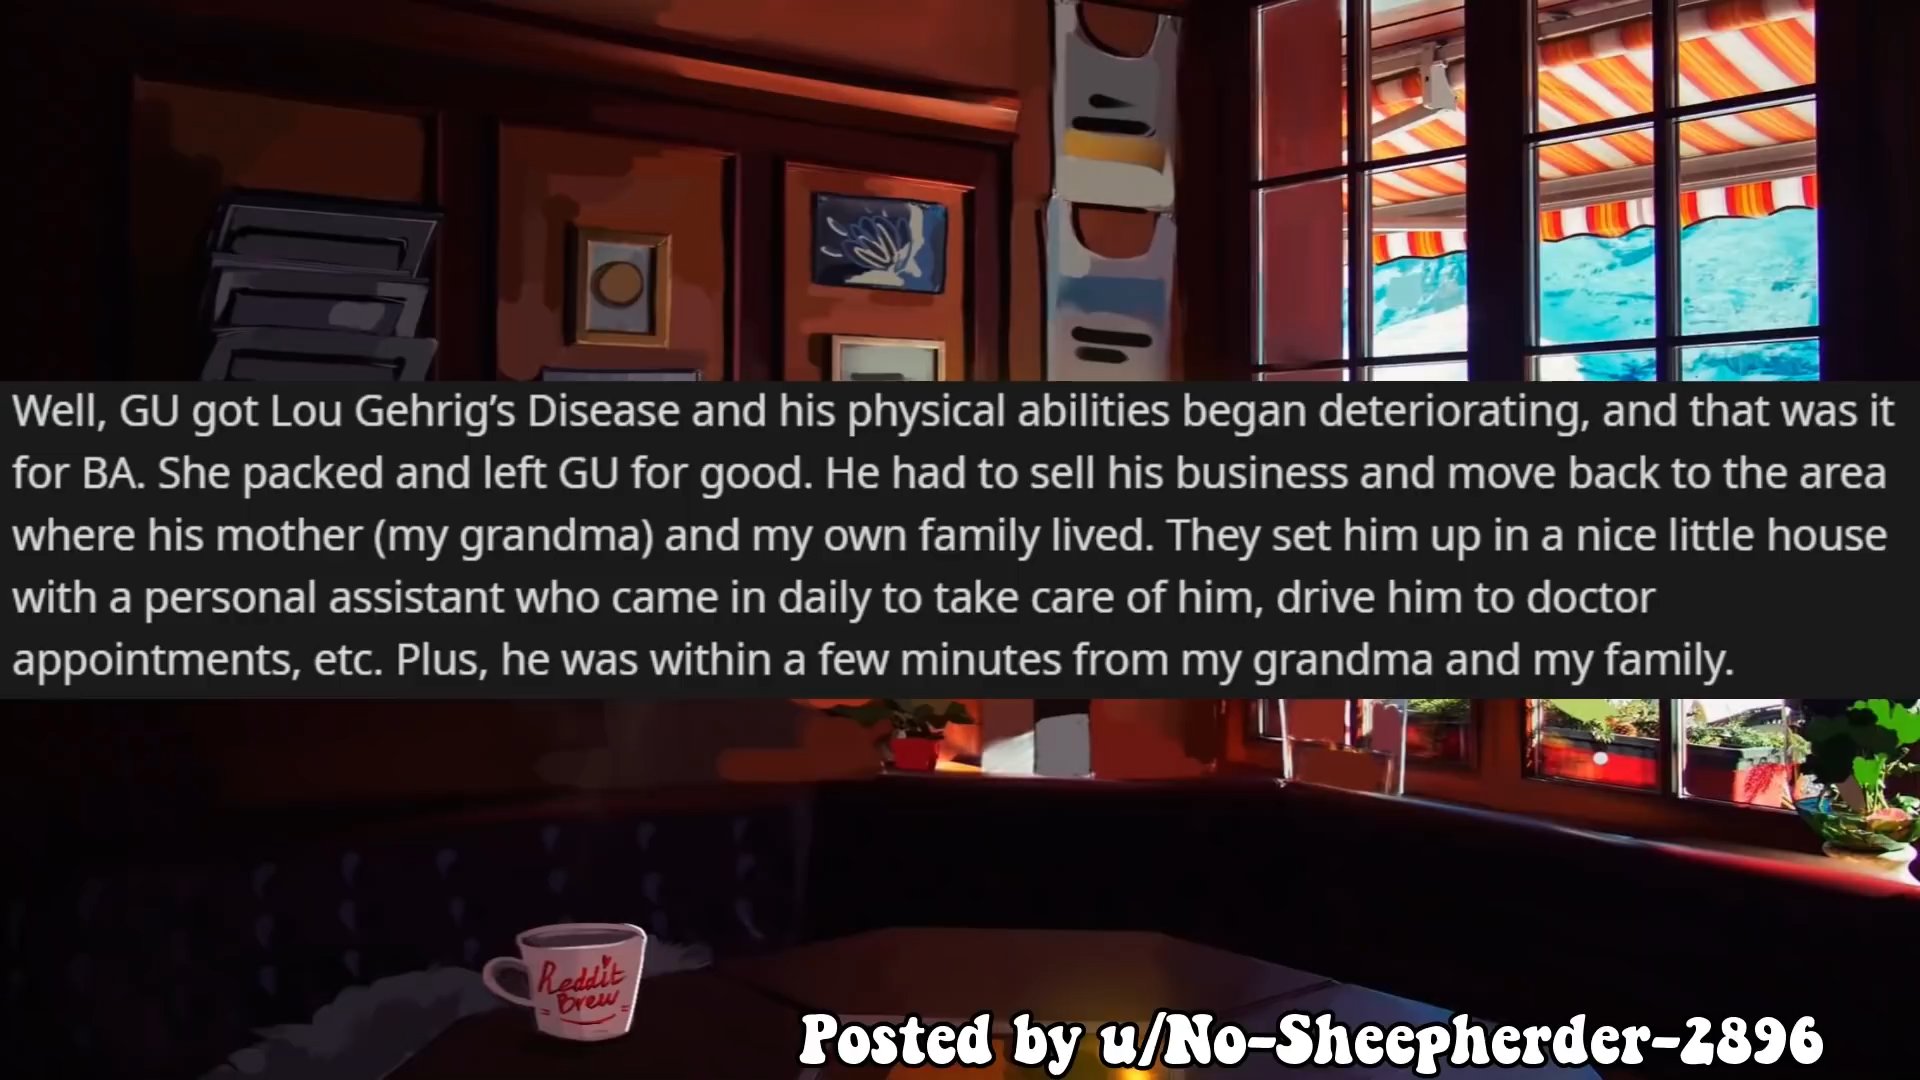 Well, GU got Lou Gehrig’s Disease and his physical abilities began deteriorating, and that was it
for BA. She packed and left GU for good. He had to sell his business and move back to the area
where his mother (my grandma) and my own family lived. They set him up in a nice little house
with a personal assistant who came in daily to take care of him, drive him to doctor
appointments, etc. Plus, he was within a few minutes from my grandma and my family.
Reddit
Brew
Posted by u/No-Sheepherder-2896